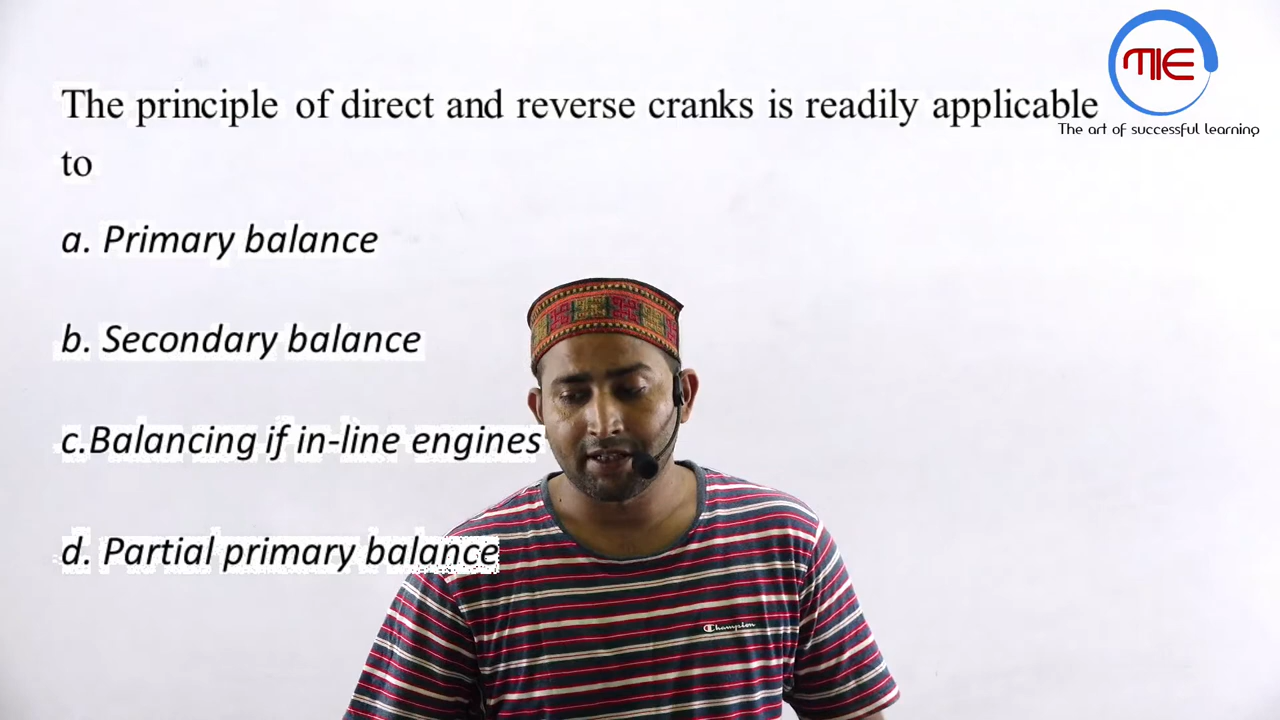 MIE
The art of successful learning
The principle of direct and reverse cranks is readily applicable
to
a. Primary balance
b. Secondary balance
c.Balancing if in-line engines
d. Partial primary balance
Champion